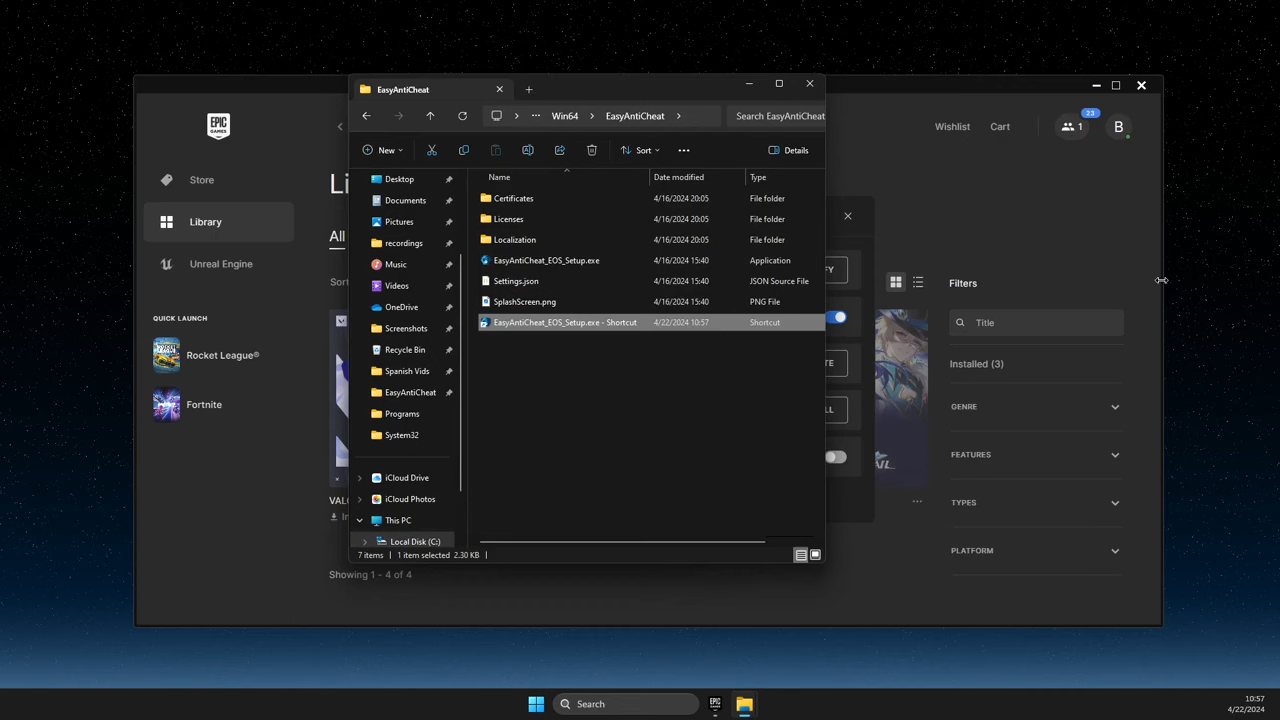 EasyAntiCheat
Win64 EasyAntiCheat Search EasyAntiCheat
New Sort Details
Name Date modified Type
Desktop
Documents
Pictures
recordings
Music
Videos
OneDrive
Screenshots
Recycle Bin
Spanish Vids
EasyAntiCheat
Programs
System32
iCloud Drive
iCloud Photos
This PC
Local Disk (C:)
Certificates 4/16/2024 20:05 File folder
Licenses 4/16/2024 20:05 File folder
Localization 4/16/2024 20:05 File folder
EasyAntiCheat_EOS_Setup.exe 4/16/2024 15:40 Application
Settings.json 4/16/2024 15:40 JSON Source File
SplashScreen.png 4/16/2024 15:40 PNG File
EasyAntiCheat_EOS_Setup.exe - Shortcut 4/22/2024 10:57 Shortcut
7 items 1 item selected 2.30 KB
EPIC
GAMES
Store
Library
Unreal Engine
QUICK LAUNCH
Rocket League®
Fortnite
Li
All
Sort
VAL
In
Showing 1 - 4 of 4
FY
TE
LL
AIL
Wishlist Cart 23 1 B
Filters
Title
Installed (3)
GENRE
FEATURES
TYPES
PLATFORM
Search
EPIC
10:57
4/22/2024